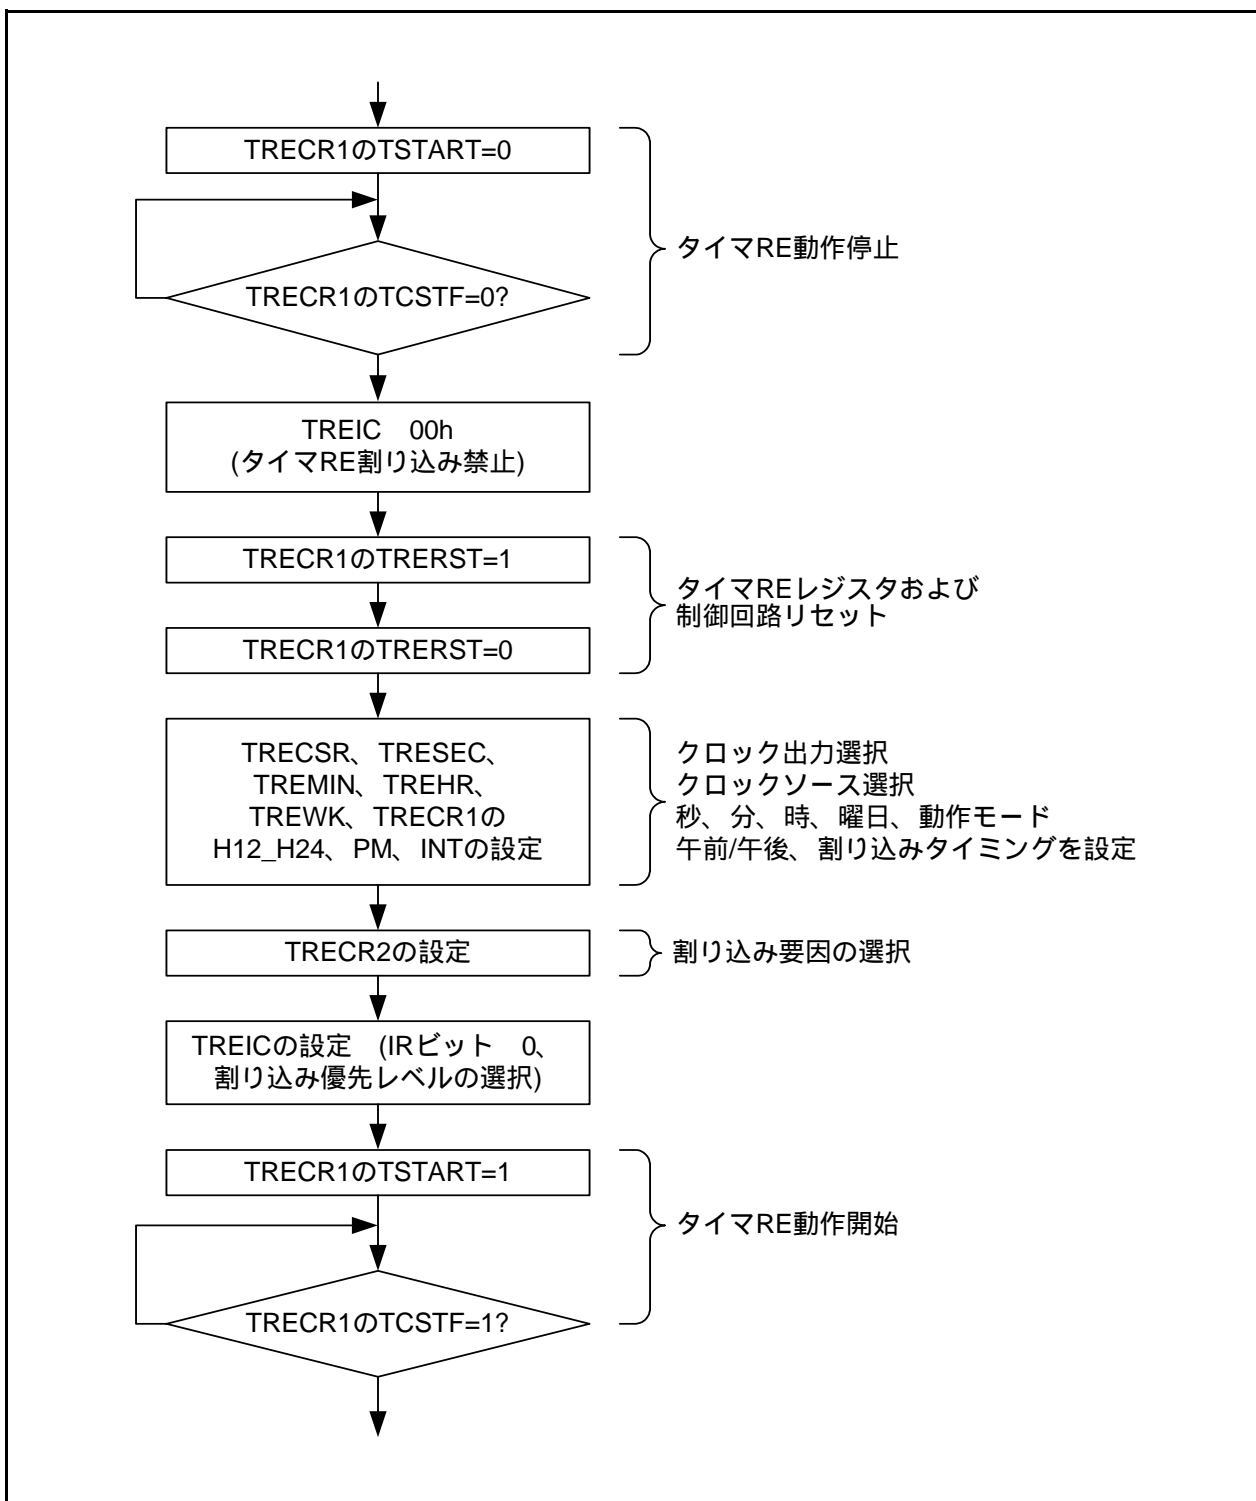 TRECR1のTSTART=0
TRECR1のTCSTF=0?
タイマRE動作停止
TREIC　00h
(タイマRE割り込み禁止)
TRECR1のTRERST=1
TRECR1のTRERST=0
タイマREレジスタおよび
制御回路リセット
TRECSR、TRESEC、
TREMIN、TREHR、
TREWK、TRECR1の
H12_H24、PM、INTの設定
クロック出力選択
クロックソース選択
秒、分、時、曜日、動作モード
午前/午後、割り込みタイミングを設定
TRECR2の設定
割り込み要因の選択
TREICの設定　(IRビット　0、
割り込み優先レベルの選択)
TRECR1のTSTART=1
TRECR1のTCSTF=1?
タイマRE動作開始